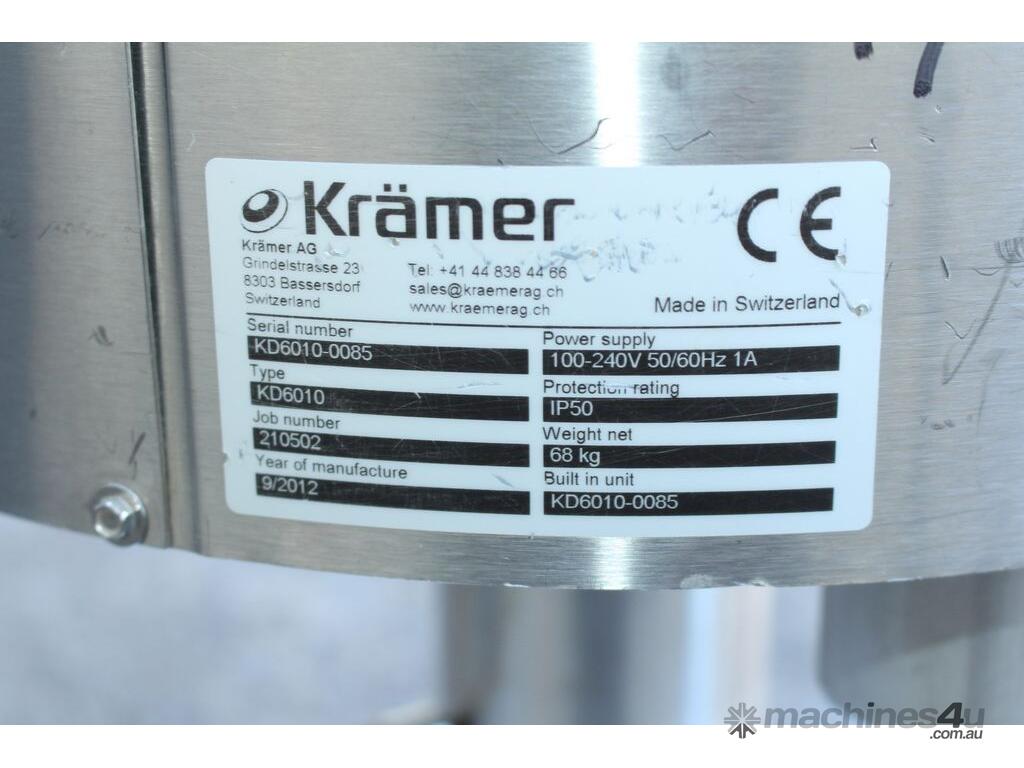 Krämer
CE
Krämer AG
Grindelstrasse 23
8303 Bassersdorf
Switzerland
Tel: +41 44 838 44 66
sales@kraemerag.ch
www.kraemerag.ch
Made in Switzerland
Serial number
KD6010-0085
Type
KD6010
Job number
210502
Year of manufacture
9/2012
Power supply
100-240V 50/60Hz 1A
Protection rating
IP50
Weight net
68 kg
Built in unit
KD6010-0085
machines4u
.com.au